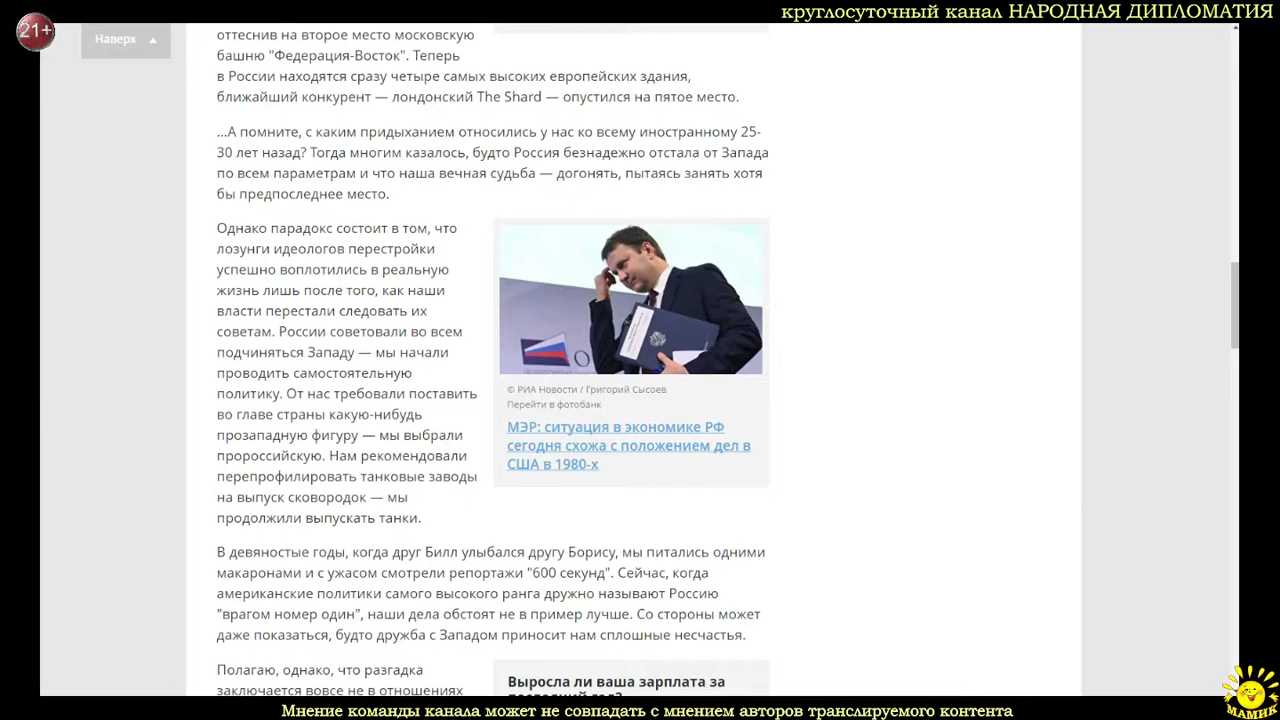 круглосуточный канал НАРОДНАЯ ДИПЛОМАТИЯ
21+
Наверх
оттеснив на второе место московскую
башню "Федерация-Восток". Теперь
в России находятся сразу четыре самых высоких европейских здания,
ближайший конкурент — лондонский The Shard — опустился на пятое место.
...А помните, с каким придыханием относились у нас ко всему иностранному 25-
30 лет назад? Тогда многим казалось, будто Россия безнадежно отстала от Запада
по всем параметрам и что наша вечная судьба — догонять, пытаясь занять хотя
бы предпоследнее место.
Однако парадокс состоит в том, что
лозунги идеологов перестройки
успешно воплотились в реальную
жизнь лишь после того, как наши
власти перестали следовать их
советам. России советовали во всем
подчиняться Западу — мы начали
проводить самостоятельную
политику. От нас требовали поставить
во главе страны какую-нибудь
прозападную фигуру — мы выбрали
пророссийскую. Нам рекомендовали
перепрофилировать танковые заводы
на выпуск сковородок — мы
продолжили выпускать танки.
© РИА Новости / Григорий Сысоев
Перейти в фотобанк
МЭР: ситуация в экономике РФ
сегодня схожа с положением дел в
США в 1980-х
В девяностые годы, когда друг Билл улыбался другу Борису, мы питались одними
макаронами и с ужасом смотрели репортажи "600 секунд". Сейчас, когда
американские политики самого высокого ранга дружно называют Россию
"врагом номер один", наши дела обстоят не в пример лучше. Со стороны может
даже показаться, будто дружба с Западом приносит нам сплошные несчастья.
Полагаю, однако, что разгадка
заключается вовсе не в отношениях
Выросла ли ваша зарплата за
МАМИК
Мнение команды канала может не совпадать с мнением авторов транслируемого контента